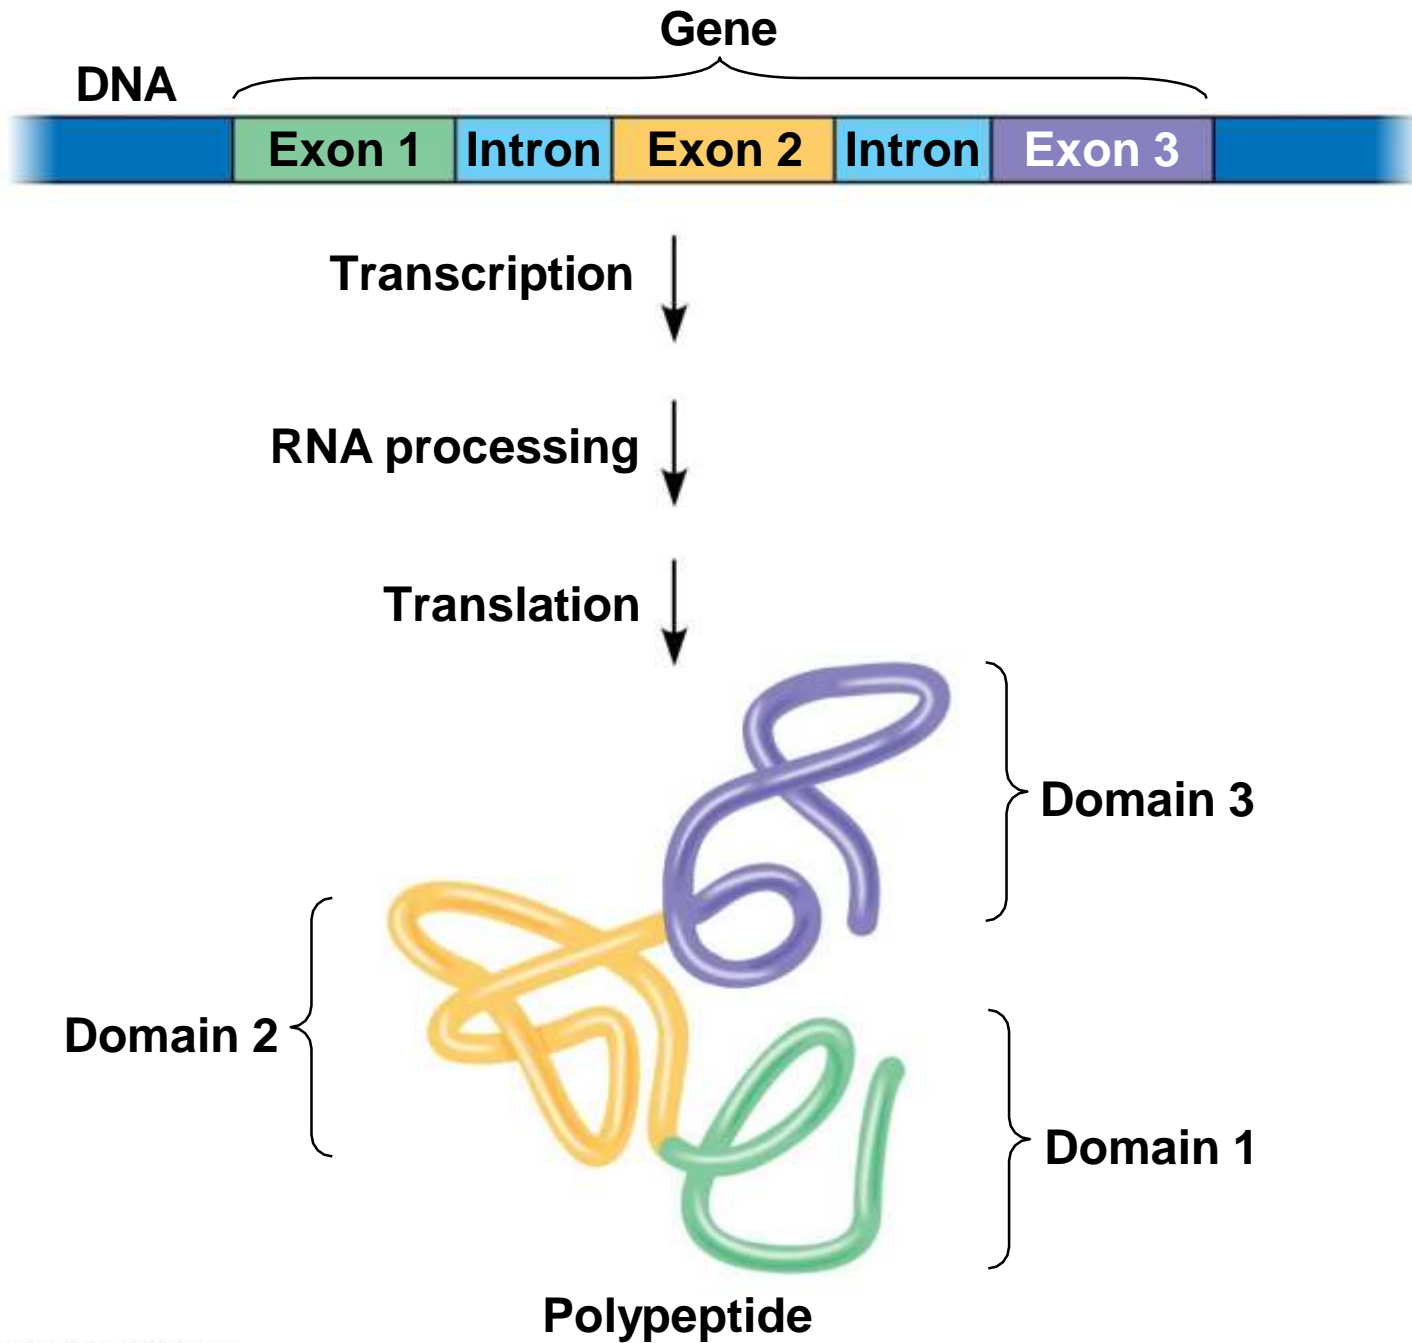 Gene
DNA
Exon 1 Intron Exon 2 Intron Exon 3
Transcription
RNA processing
Translation
Domain 3
Domain 2
Domain 1
Polypeptide